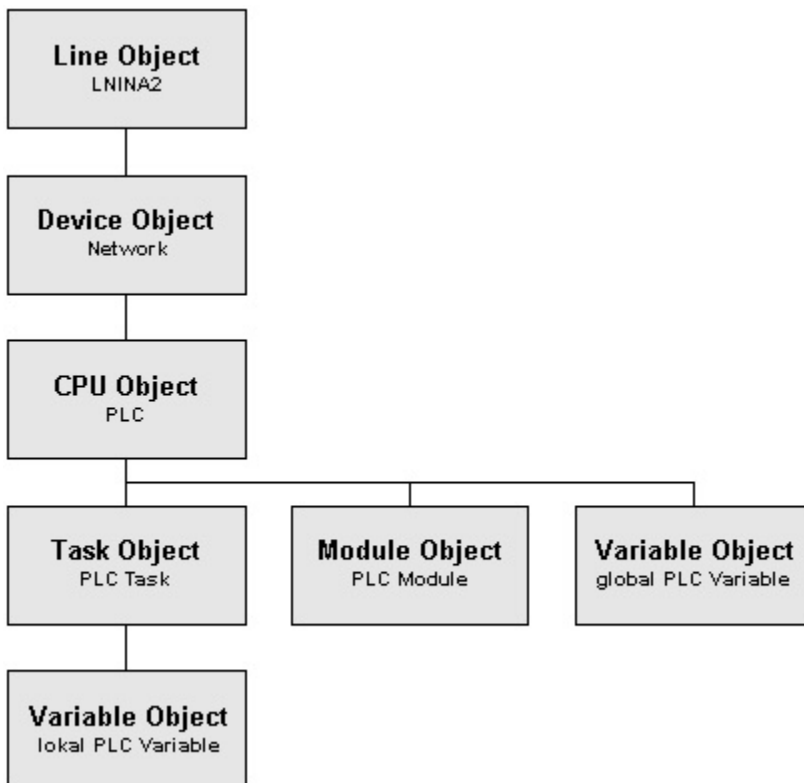 Line Object
LNINA2
Device Object
Network
CPU Object
PLC
Task Object
PLC Task
Module Object
PLC Module
Variable Object
global PLC Variable
Variable Object
lokal PLC Variable